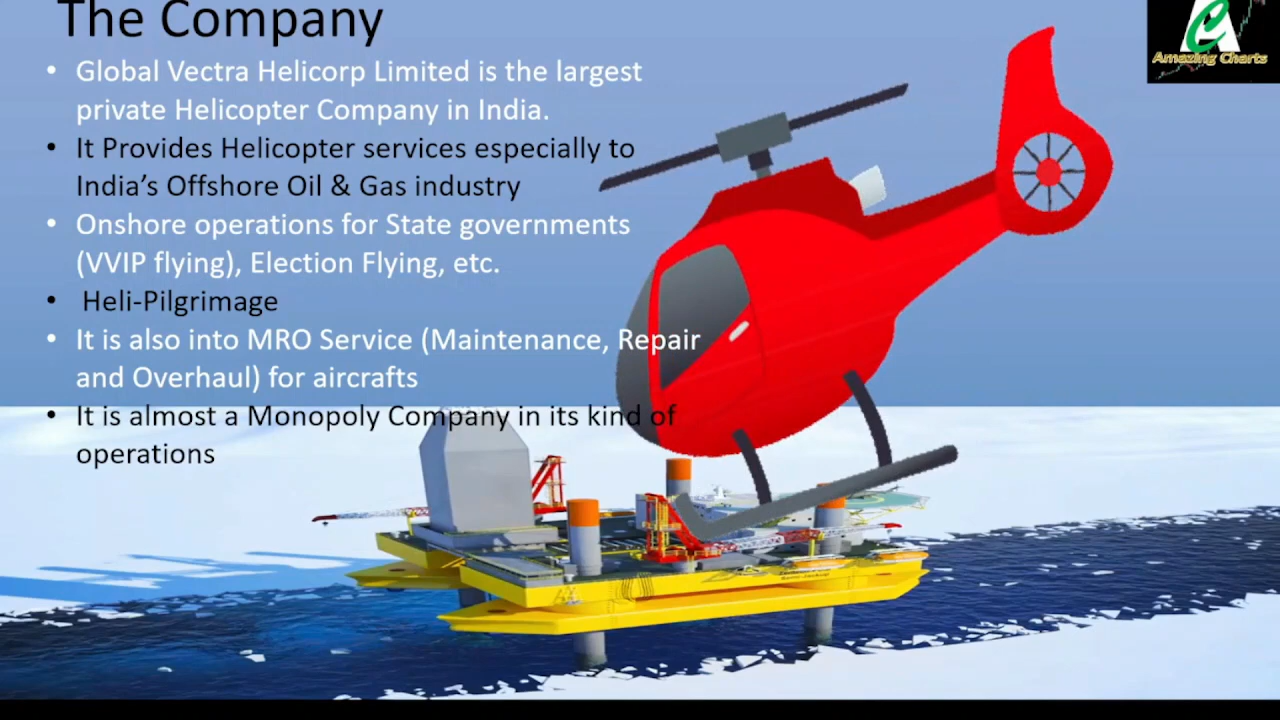 The Company
Amazing Charts
• Global Vectra Helicorp Limited is the largest
private Helicopter Company in India.
• It Provides Helicopter services especially to
India’s Offshore Oil & Gas industry
• Onshore operations for State governments
(VVIP flying), Election Flying, etc.
• Heli-Pilgrimage
• It is also into MRO Service (Maintenance, Repair
and Overhaul) for aircrafts
• It is almost a Monopoly Company in its kind of
operations